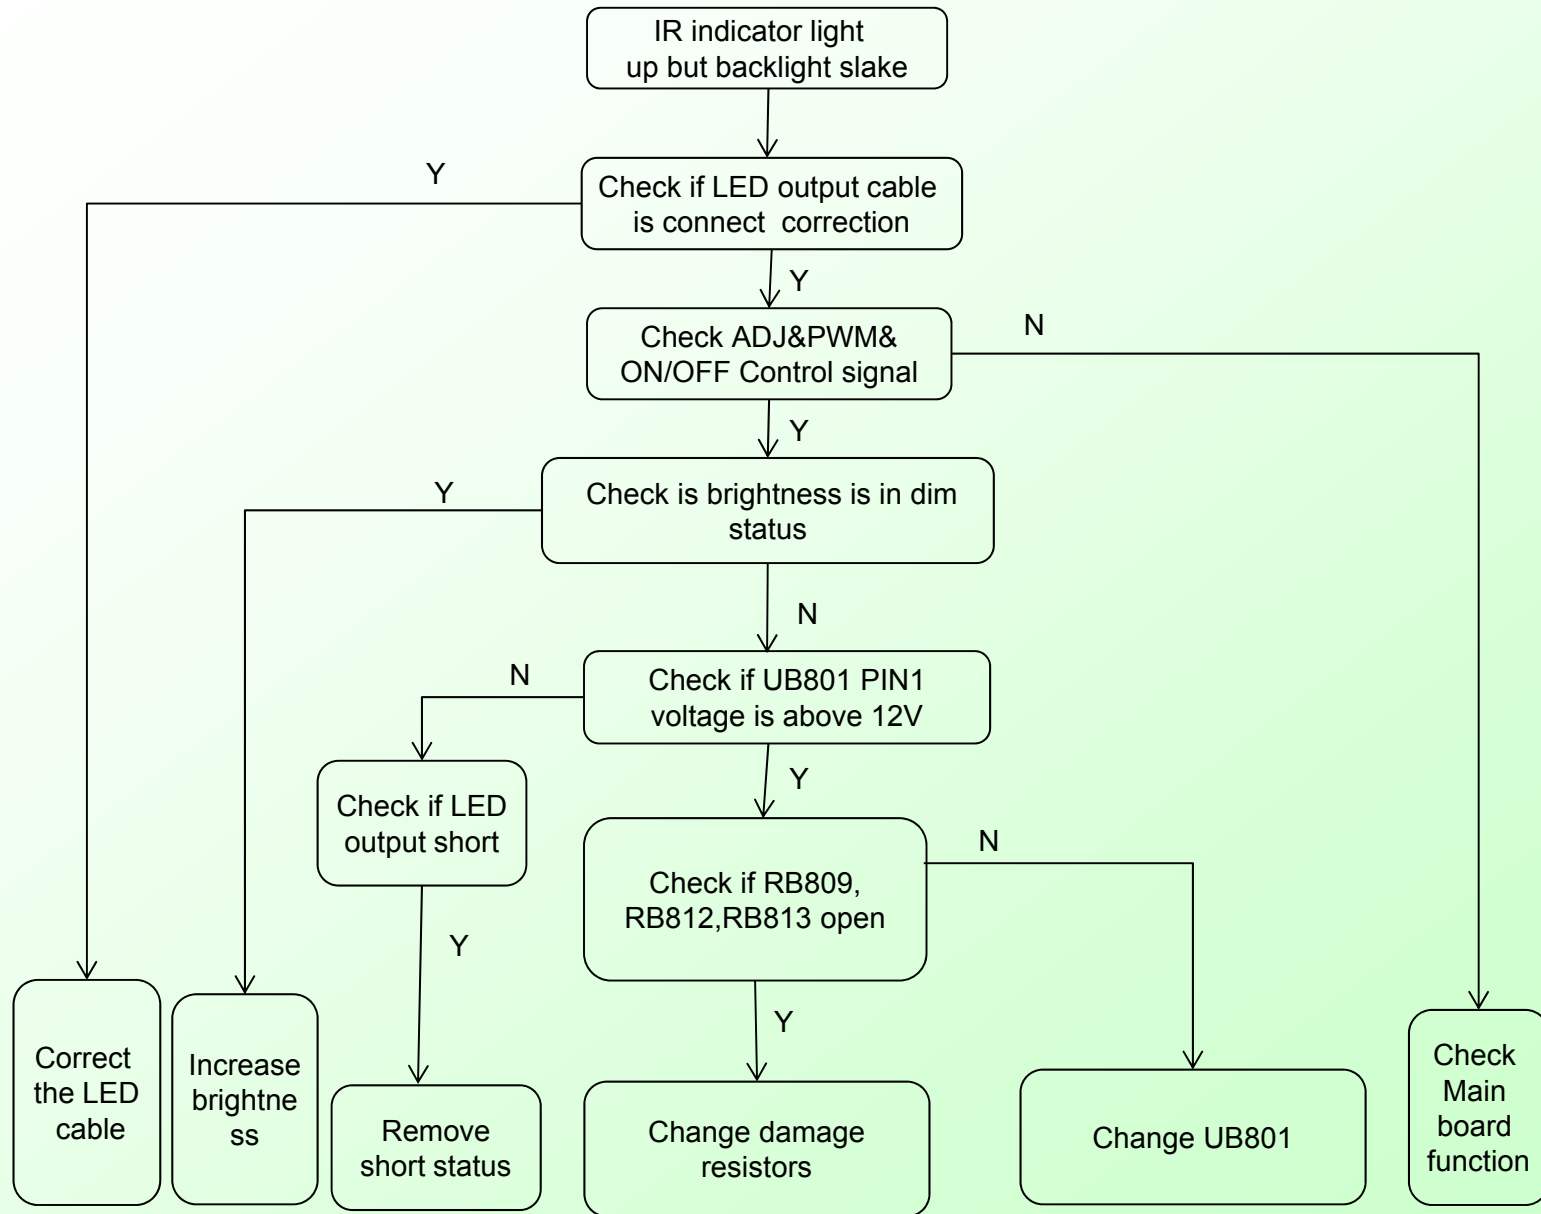 IR indicator light
up but backlight slake
Y
Check if LED output cable
is connect correction
Y
N
Check ADJ&PWM&
ON/OFF Control signal
Y
Y
Check is brightness is in dim
status
N
N
Check if UB801 PIN1
voltage is above 12V
Y
Check if LED
output short
N
Check if RB809,
RB812,RB813 open
Y
Y
Correct
the LED
cable
Increase
brightne
ss
Remove
short status
Change damage
resistors
Change UB801
Check
Main
board
function